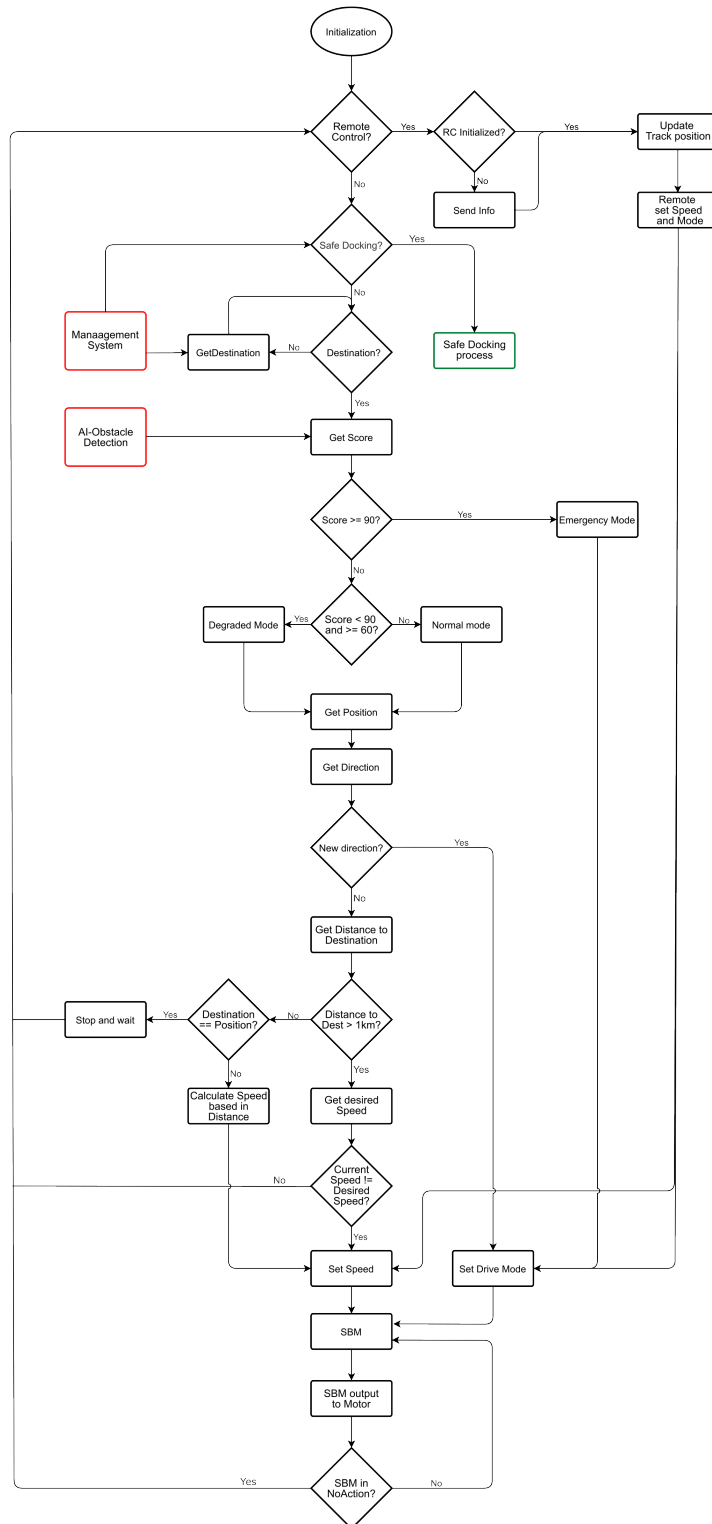 Initialization
Remote
Control?
Yes
RC Initialized?
Yes
Update
Track position
No
No
Send Info
Remote
set Speed
and Mode
Safe Docking?
Yes
No
Manaagement
System
GetDestination
No
Destination?
Safe Docking
process
Yes
AI-Obstacle
Detection
Get Score
Score >= 90?
Yes
Emergency Mode
No
Degraded Mode
Yes
Score < 90
and >= 60?
No
Normal mode
Get Position
Get Direction
New direction?
Yes
No
Get Distance to
Destination
Stop and wait
Yes
Destination
== Position?
No
Distance to
Dest > 1km?
No
Yes
Calculate Speed
based in
Distance
Get desired
Speed
No
Current
Speed !=
Desired
Speed?
Yes
Set Speed
Set Drive Mode
SBM
SBM output
to Motor
Yes
SBM in
NoAction?
No